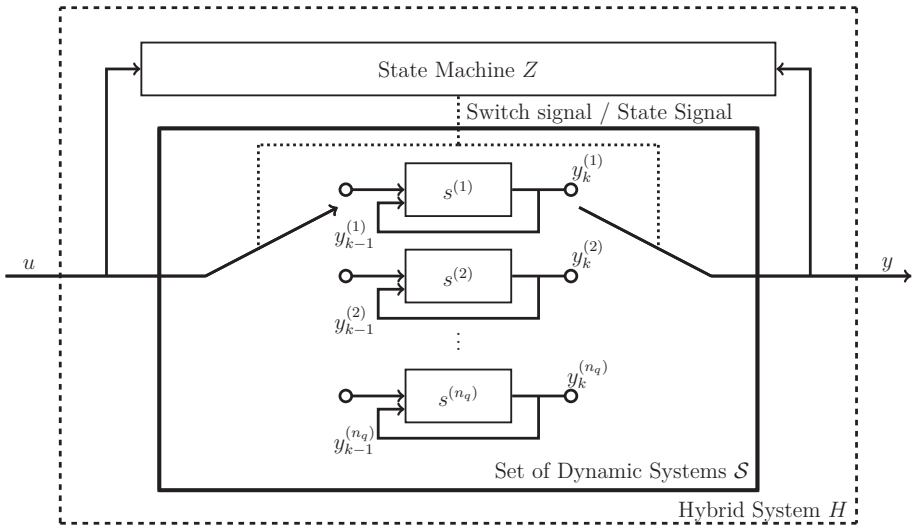 State Machine Z
Switch signal / State Signal
s^{(1)}
y_k^{(1)}
y_{k-1}^{(1)}
u
s^{(2)}
y_k^{(2)}
y
y_{k-1}^{(2)}
⋮
s^{(n_q)}
y_k^{(n_q)}
y_{k-1}^{(n_q)}
Set of Dynamic Systems 𝒮
Hybrid System H